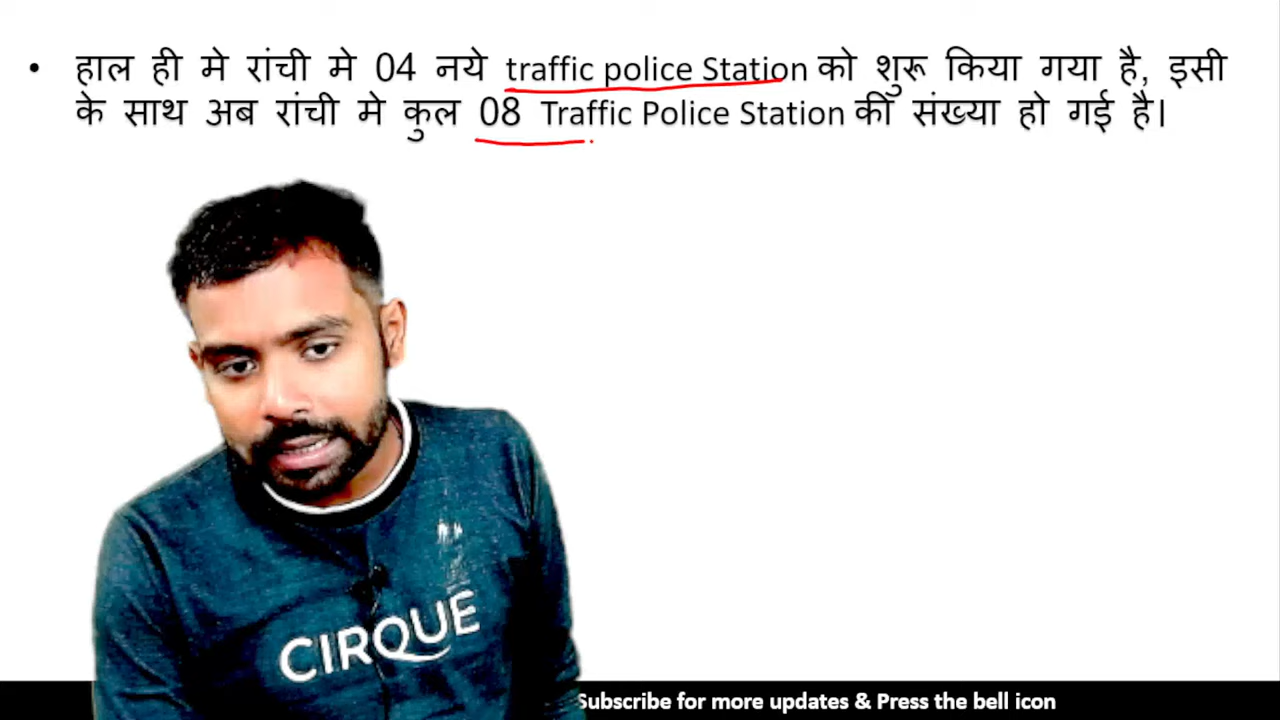 • हाल ही मे रांची मे 04 नये traffic police Station को शुरू किया गया है, इसी
के साथ अब रांची मे कुल 08 Traffic Police Station की संख्या हो गई है।
CIRQUE
Subscribe for more updates & Press the bell icon